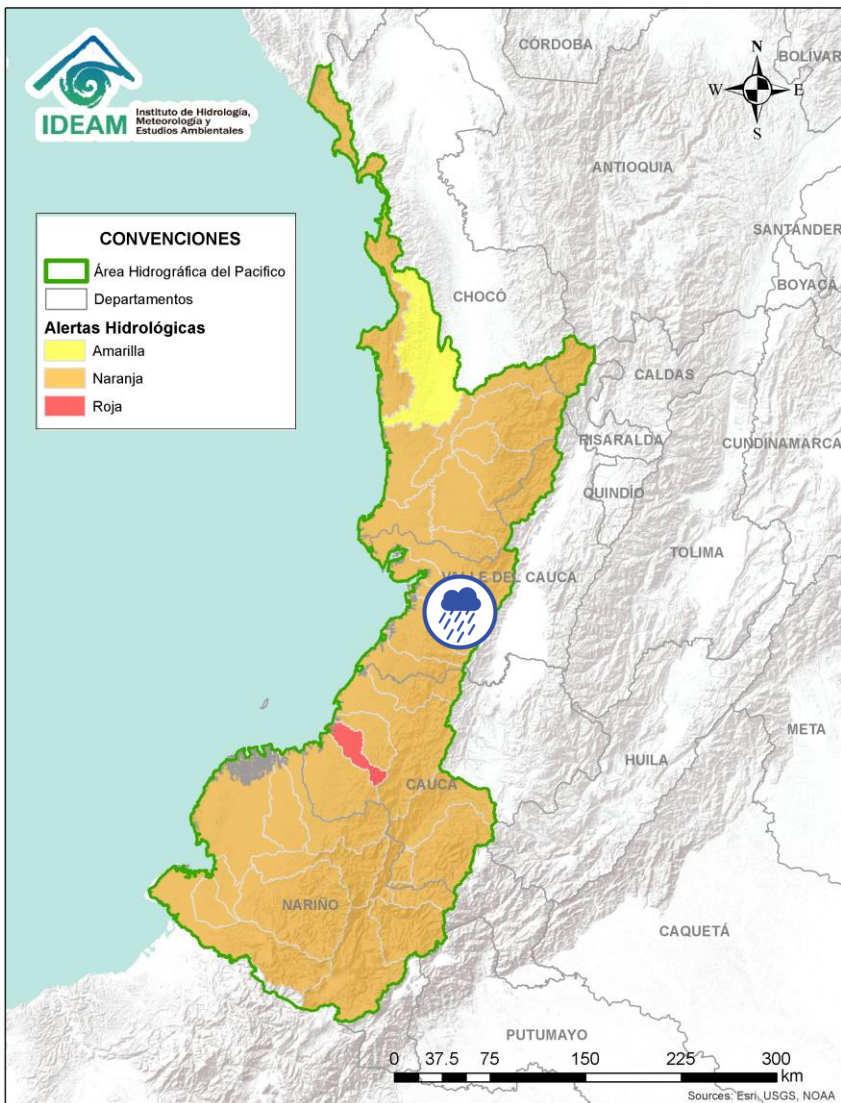 IDEAM
Instituto de Hidrología,
Meteorología y
Estudios Ambientales
N
W
E
S
CONVENCIONES
Área Hidrográfica del Pacifico
Departamentos
Alertas Hidrológicas
Amarilla
Naranja
Roja
CÓRDOBA
BOLÍVAR
ANTIOQUIA
SANTANDER
BOYACÁ
CHOCÓ
CALDAS
RISARALDA
CUNDINAMARCA
QUINDÍO
TOLIMA
VALLE DEL CAUCA
META
HUILA
CAUCA
NARIÑO
CAQUETÁ
PUTUMAYO
0 37.5 75 150 225 300
km
Sources: Esri, USGS, NOAA